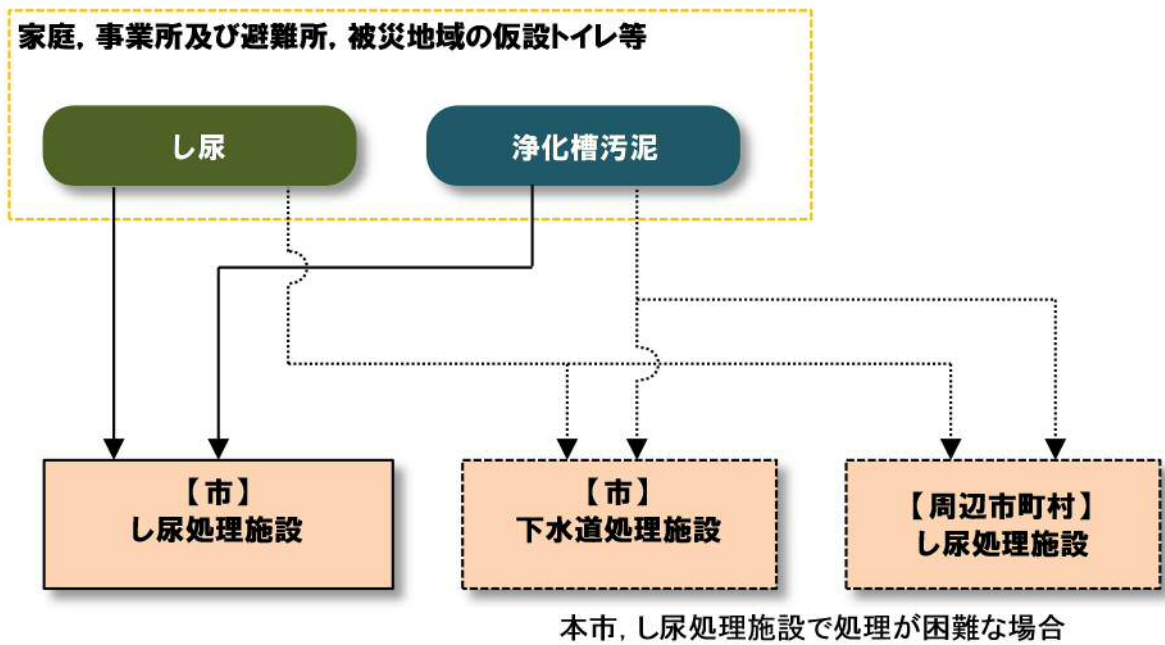 家庭，事業所及び避難所，被災地域の仮設トイレ等
し尿
浄化槽汚泥
【市】
し尿処理施設
【市】
下水道処理施設
【周辺市町村】
し尿処理施設
本市，し尿処理施設で処理が困難な場合